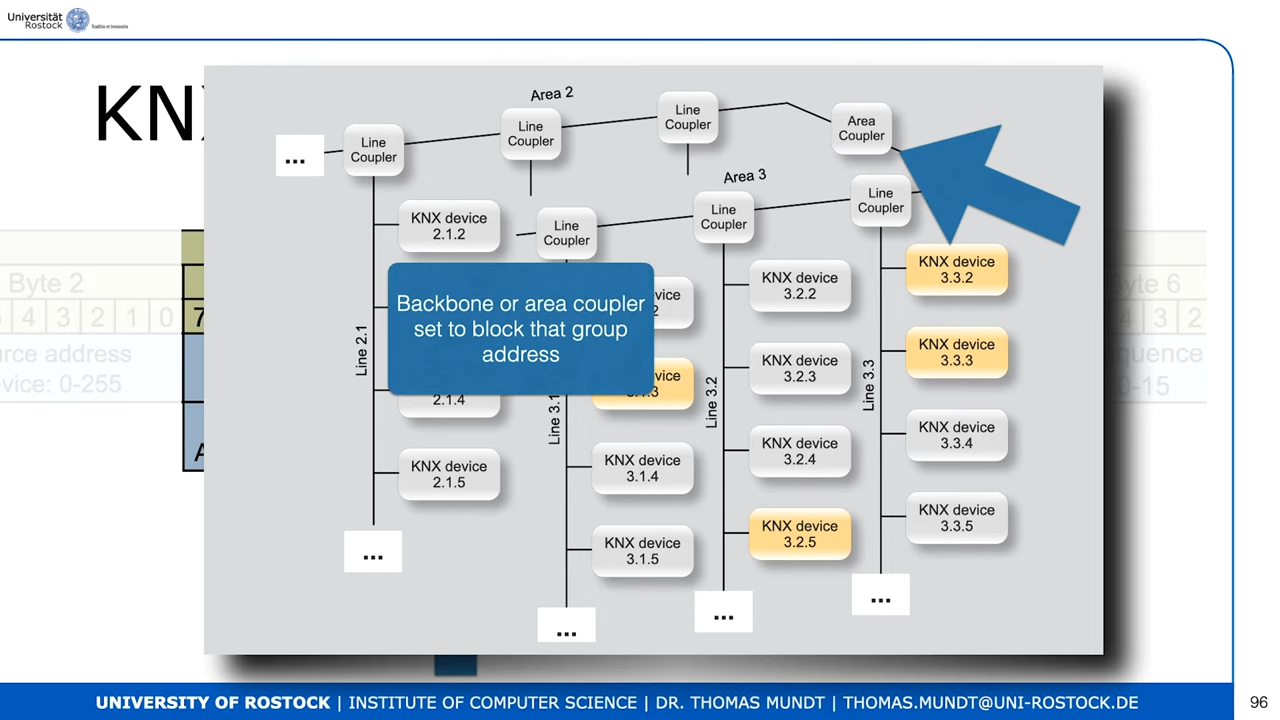 Universität
Rostock
Traditio et Innovatio
KNX
Area 2
Line
Coupler
Line
Coupler
Line
Coupler
Area
Coupler
...
Area 3
Line
Coupler
Line
Coupler
Line
Coupler
KNX device
2.1.2
2.1.4
KNX device
2.1.5
...
Line 2.1
Backbone or area coupler
set to block that group
address
KNX device
3.1.4
KNX device
3.1.5
...
Line 3.1
KNX device
3.2.2
KNX device
3.2.3
KNX device
3.2.4
KNX device
3.2.5
...
Line 3.2
KNX device
3.3.2
KNX device
3.3.3
KNX device
3.3.4
KNX device
3.3.5
...
Line 3.3
Byte 2
4 3 2 1 0 7
Byte 6
3 2
address
0-255
0-15
UNIVERSITY OF ROSTOCK | INSTITUTE OF COMPUTER SCIENCE | DR. THOMAS MUNDT | THOMAS.MUNDT@UNI-ROSTOCK.DE
96